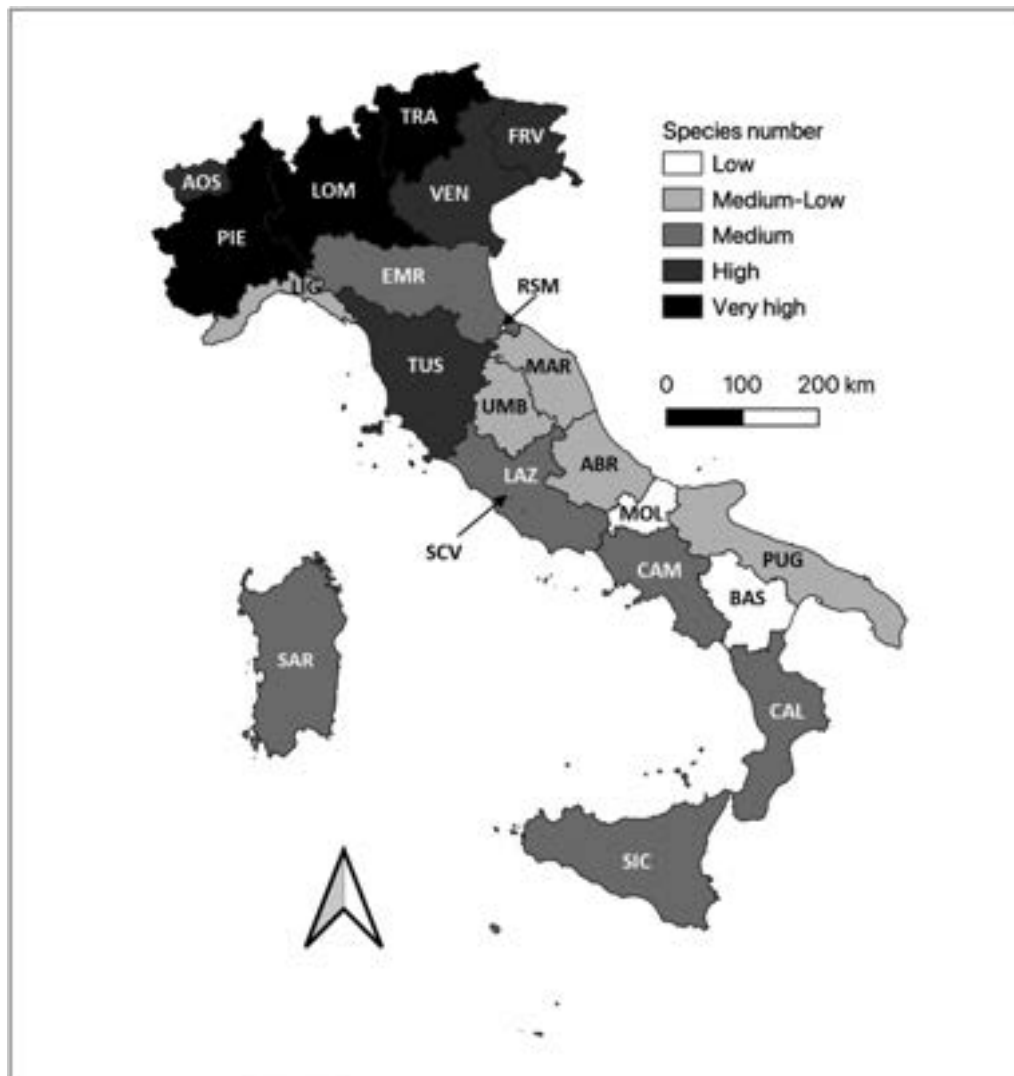 TRA
FRV
AOS
LOM
VEN
PIE
EMR
LIG
RSM
TUS
MAR
UMB
LAZ
ABR
MOL
SCV
CAM
PUG
BAS
SAR
CAL
SIC
Species number
Low
Medium-Low
Medium
High
Very high
0 100 200 km